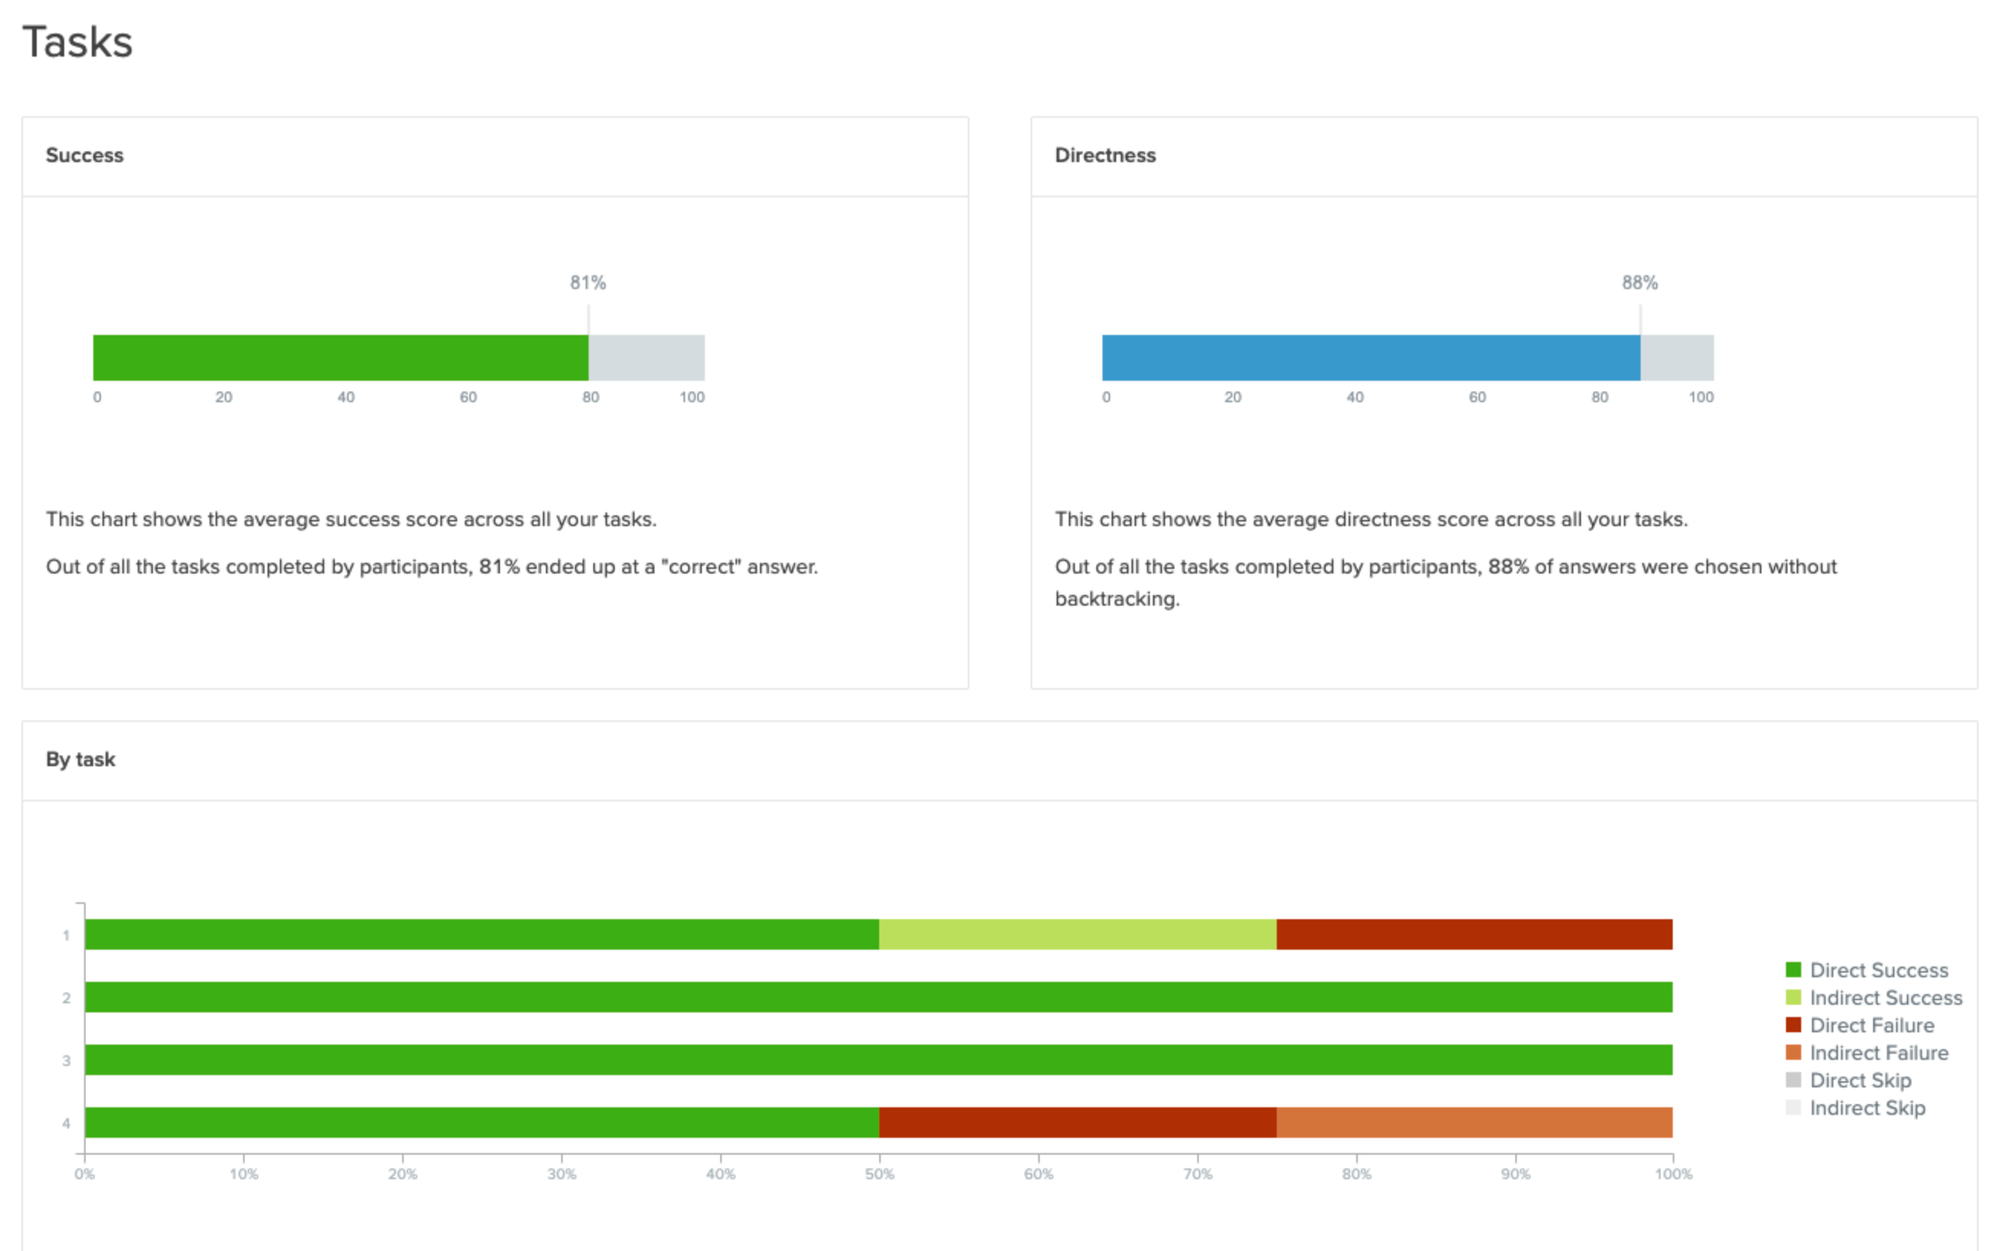 Tasks
Success
81%
0 20 40 60 80 100
This chart shows the average success score across all your tasks.
Out of all the tasks completed by participants, 81% ended up at a "correct" answer.
Directness
88%
0 20 40 60 80 100
This chart shows the average directness score across all your tasks.
Out of all the tasks completed by participants, 88% of answers were chosen without
backtracking.
By task
1
2
3
4
0% 10% 20% 30% 40% 50% 60% 70% 80% 90% 100%
Direct Success
Indirect Success
Direct Failure
Indirect Failure
Direct Skip
Indirect Skip